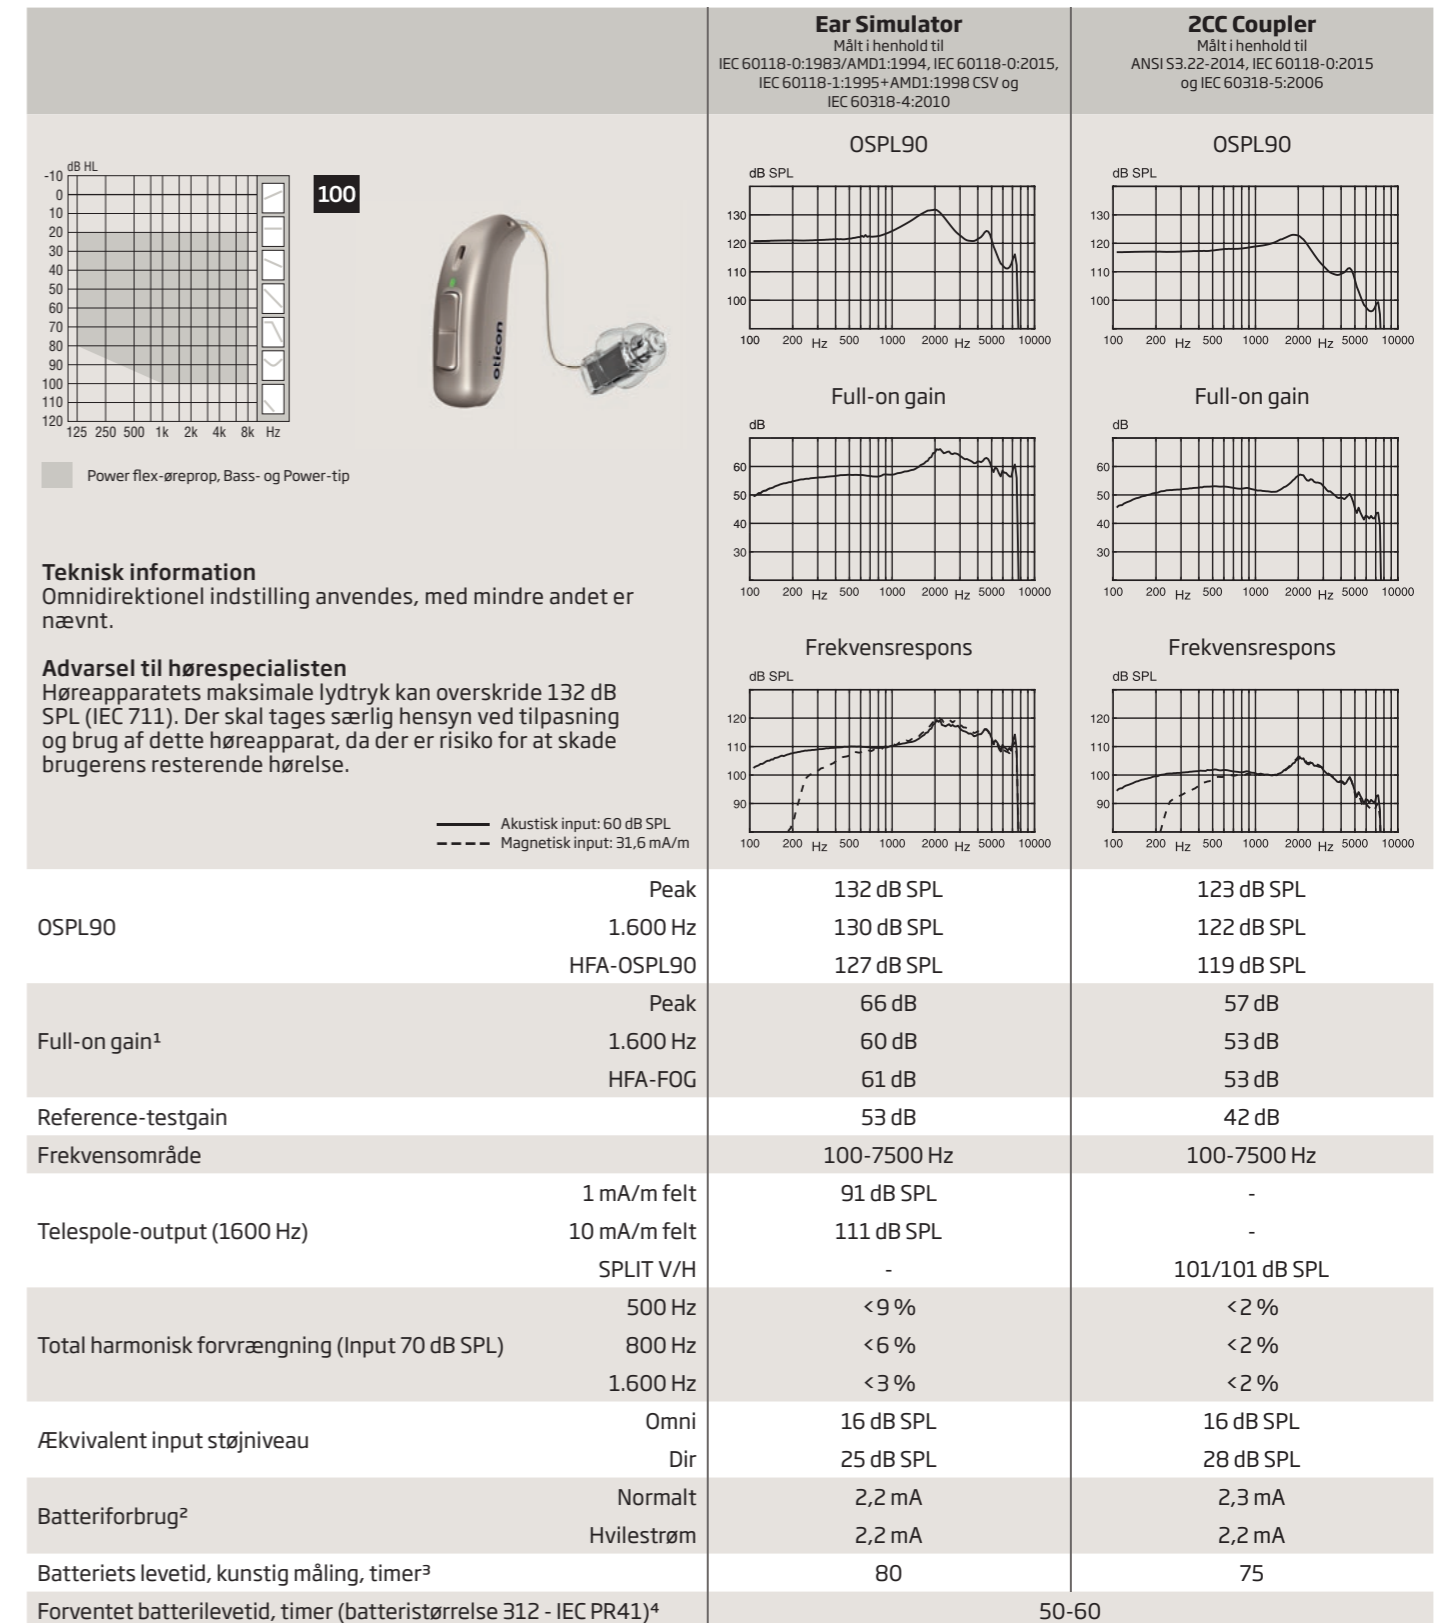 Ear Simulator
Målt i henhold til
IEC 60118-0:1983/AMD1:1994, IEC 60118-0:2015,
IEC 60118-1:1995+AMD1:1998 CSV og
IEC 60318-4:2010
2CC Coupler
Målt i henhold til
ANSI S3.22-2014, IEC 60118-0:2015
og IEC 60318-5:2006
dB HL
-10
0
10
20
30
40
50
60
70
80
90
100
110
120
125 250 500 1k 2k 4k 8k Hz
100
oticon
Power flex-øreprop, Bass- og Power-tip
Teknisk information
Omnidirektionel indstilling anvendes, med mindre andet er
nævnt.
Advarsel til hørespecialisten
Høreapparatets maksimale lydtryk kan overskride 132 dB
SPL (IEC 711). Der skal tages særlig hensyn ved tilpasning
og brug af dette høreapparat, da der er risiko for at skade
brugerens resterende hørelse.
Akustisk input: 60 dB SPL
Magnetisk input: 31,6 mA/m
OSPL90
dB SPL
130
120
110
100
100 200 Hz 500 1000 2000 Hz 5000 10000
Full-on gain
dB
60
50
40
30
100 200 Hz 500 1000 2000 Hz 5000 10000
Frekvensrespons
dB SPL
120
110
100
90
100 200 Hz 500 1000 2000 Hz 5000 10000
OSPL90
dB SPL
130
120
110
100
100 200 Hz 500 1000 2000 Hz 5000 10000
Full-on gain
dB
60
50
40
30
100 200 Hz 500 1000 2000 Hz 5000 10000
Frekvensrespons
dB SPL
120
110
100
90
100 200 Hz 500 1000 2000 Hz 5000 10000
Peak 132 dB SPL 123 dB SPL
OSPL90 1.600 Hz 130 dB SPL 122 dB SPL
HFA-OSPL90 127 dB SPL 119 dB SPL
Peak 66 dB 57 dB
Full-on gain¹ 1.600 Hz 60 dB 53 dB
HFA-FOG 61 dB 53 dB
Reference-testgain 53 dB 42 dB
Frekvensområde 100-7500 Hz 100-7500 Hz
1 mA/m felt 91 dB SPL -
Telespole-output (1600 Hz) 10 mA/m felt 111 dB SPL -
SPLIT V/H - 101/101 dB SPL
500 Hz <9 % <2 %
Total harmonisk forvrængning (Input 70 dB SPL) 800 Hz <6 % <2 %
1.600 Hz <3 % <2 %
Omni 16 dB SPL 16 dB SPL
Ækvivalent input støjniveau
Dir 25 dB SPL 28 dB SPL
Normalt 2,2 mA 2,3 mA
Batteriforbrug²
Hvilestrøm 2,2 mA 2,2 mA
Batteriets levetid, kunstig måling, timer³ 80 75
Forventet batterilevetid, timer (batteristørrelse 312 - IEC PR41)⁴ 50-60